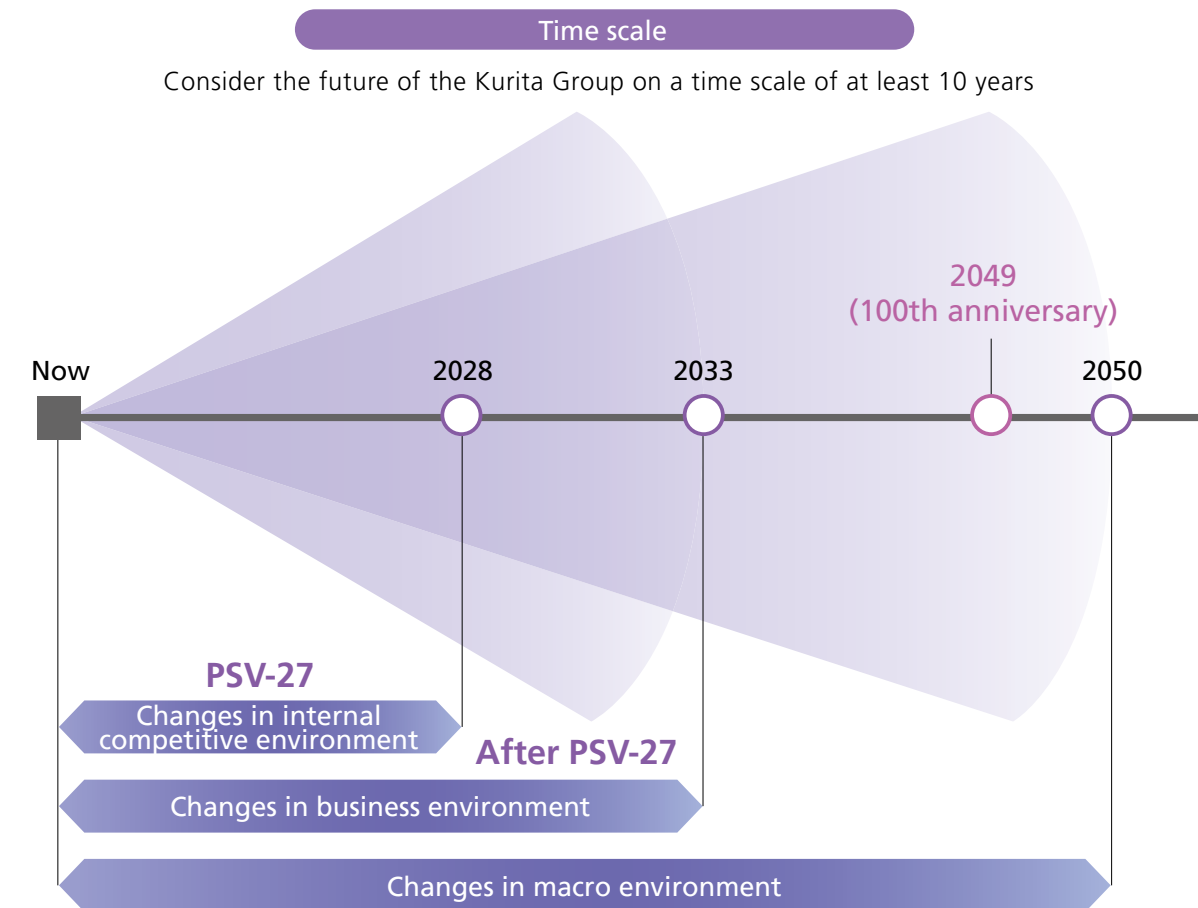 Time scale
Consider the future of the Kurita Group on a time scale of at least 10 years
2049
(100th anniversary)
Now
2028
2033
2050
PSV-27
Changes in internal
competitive environment
After PSV-27
Changes in business environment
Changes in macro environment